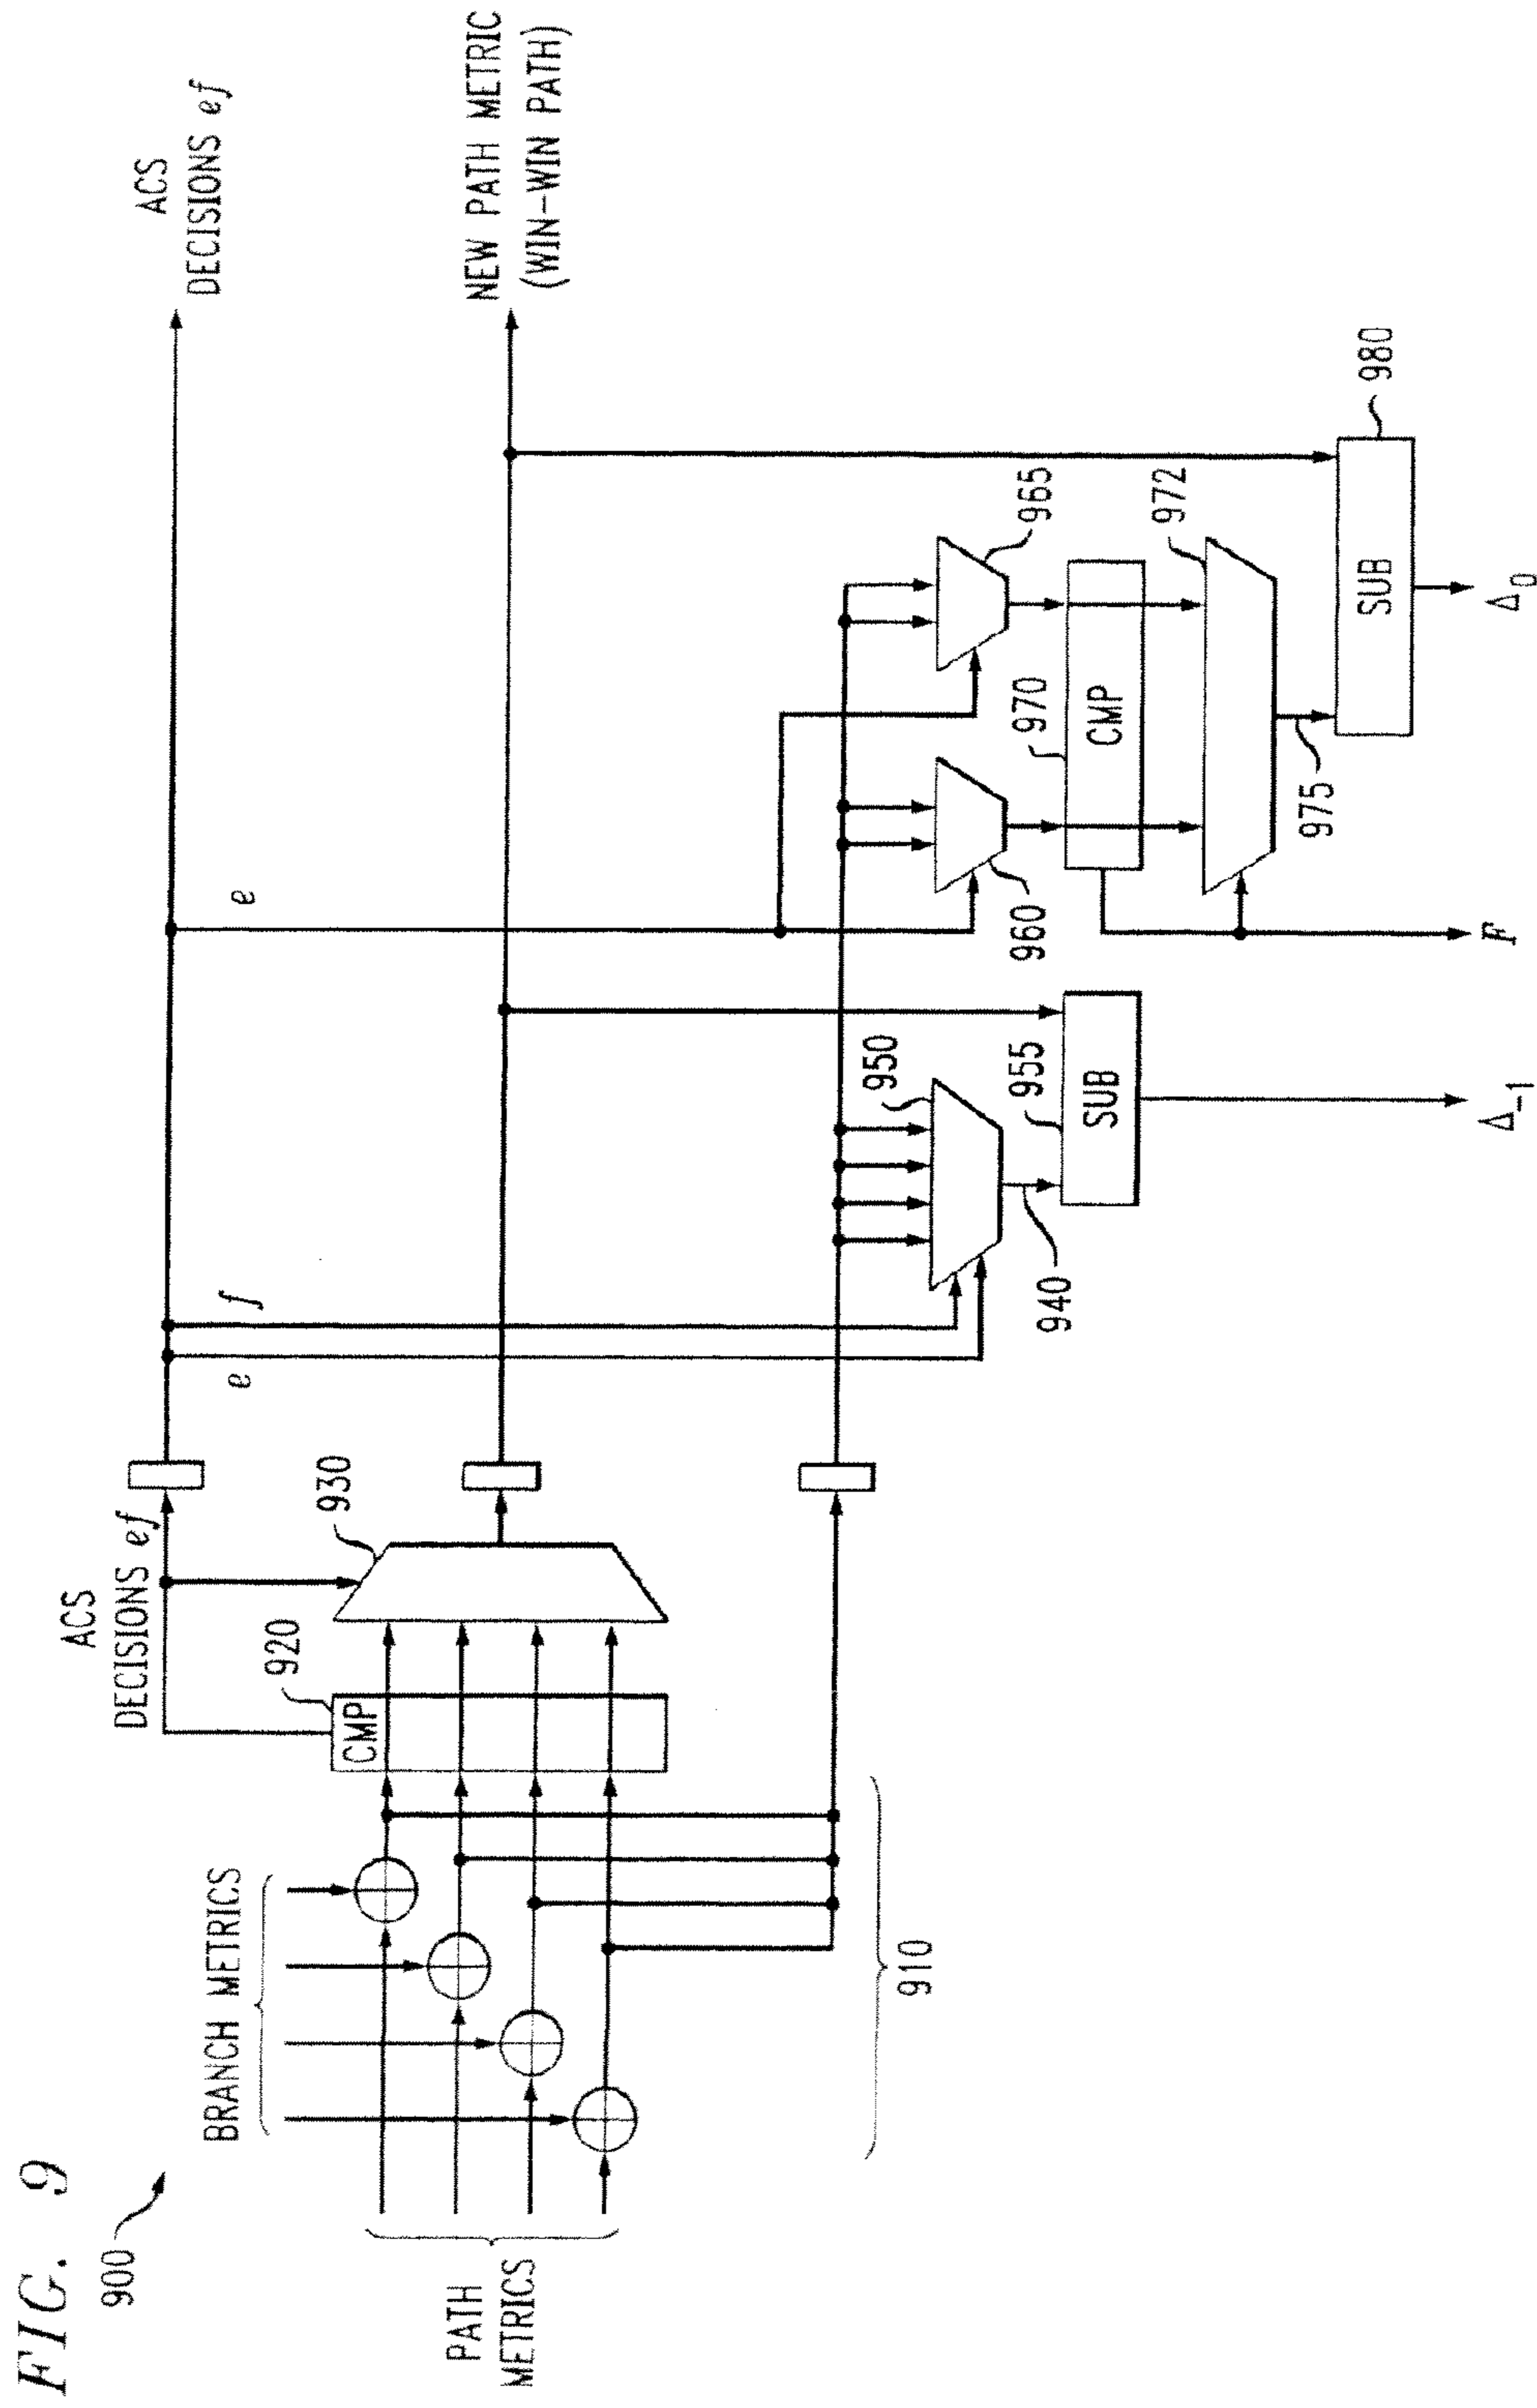 FIG. 9
900
PATH
METRICS
BRANCH METRICS
910
ACS
DECISIONS ef
920
CMP
930
e
f
940
950
955
SUB
Δ-1
e
960
965
970
CMP
972
975
F
980
SUB
Δ0
ACS
DECISIONS ef
NEW PATH METRIC
(WIN-WIN PATH)